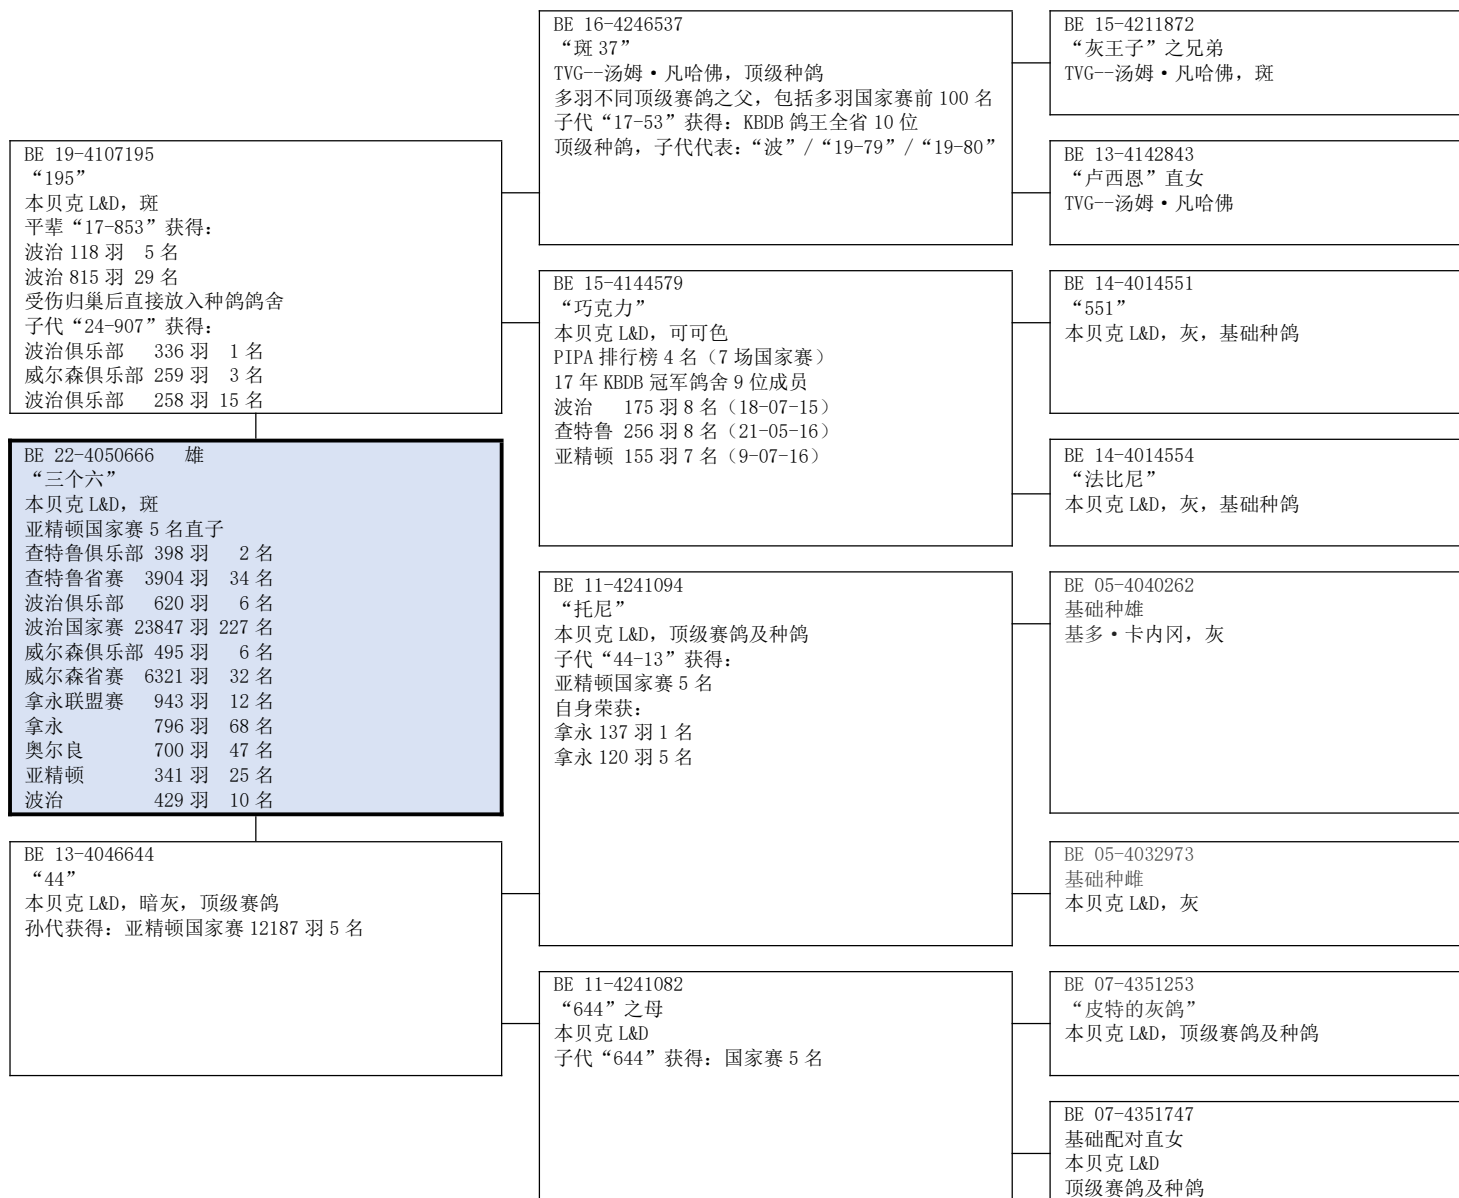 BE 19-4107195
“195”
本贝克 L&D，斑
平辈“17-853”获得：
波治 118 羽 5 名
波治 815 羽 29 名
受伤归巢后直接放入种鸽鸽舍
子代“24-907”获得：
波治俱乐部 336 羽 1 名
威尔森俱乐部 259 羽 3 名
波治俱乐部 258 羽 15 名
BE 22-4050666 雄
“三个六”
本贝克 L&D，斑
亚精顿国家赛 5 名直子
查特鲁俱乐部 398 羽 2 名
查特鲁省赛 3904 羽 34 名
波治俱乐部 620 羽 6 名
波治国家赛 23847 羽 227 名
威尔森俱乐部 495 羽 6 名
威尔森省赛 6321 羽 32 名
拿永联盟赛 943 羽 12 名
拿永 796 羽 68 名
奥尔良 700 羽 47 名
亚精顿 341 羽 25 名
波治 429 羽 10 名
BE 13-4046644
“44”
本贝克 L&D，暗灰，顶级赛鸽
孙代获得：亚精顿国家赛 12187 羽 5 名
BE 16-4246537
“斑 37”
TVG--汤姆·凡哈佛，顶级种鸽
多羽不同顶级赛鸽之父，包括多羽国家赛前 100 名
子代“17-53”获得：KBDB 鸽王全省 10 位
顶级种鸽，子代代表：“波”/“19-79”/“19-80”
BE 15-4144579
“巧克力”
本贝克 L&D，可可色
PIPA 排行榜 4 名（7 场国家赛）
17 年 KBDB 冠军鸽舍 9 位成员
波治 175 羽 8 名（18-07-15）
查特鲁 256 羽 8 名（21-05-16）
亚精顿 155 羽 7 名（9-07-16）
BE 11-4241094
“托尼”
本贝克 L&D，顶级赛鸽及种鸽
子代“44-13”获得：
亚精顿国家赛 5 名
自身荣获：
拿永 137 羽 1 名
拿永 120 羽 5 名
BE 11-4241082
“644”之母
本贝克 L&D
子代“644”获得：国家赛 5 名
BE 15-4211872
“灰王子”之兄弟
TVG--汤姆·凡哈佛，斑
BE 13-4142843
“卢西恩”直女
TVG--汤姆·凡哈佛
BE 14-4014551
“551”
本贝克 L&D，灰，基础种鸽
BE 14-4014554
“法比尼”
本贝克 L&D，灰，基础种鸽
BE 05-4040262
基础种雄
基多·卡内冈，灰
BE 05-4032973
基础种雌
本贝克 L&D，灰
BE 07-4351253
“皮特的灰鸽”
本贝克 L&D，顶级赛鸽及种鸽
BE 07-4351747
基础配对直女
本贝克 L&D
顶级赛鸽及种鸽